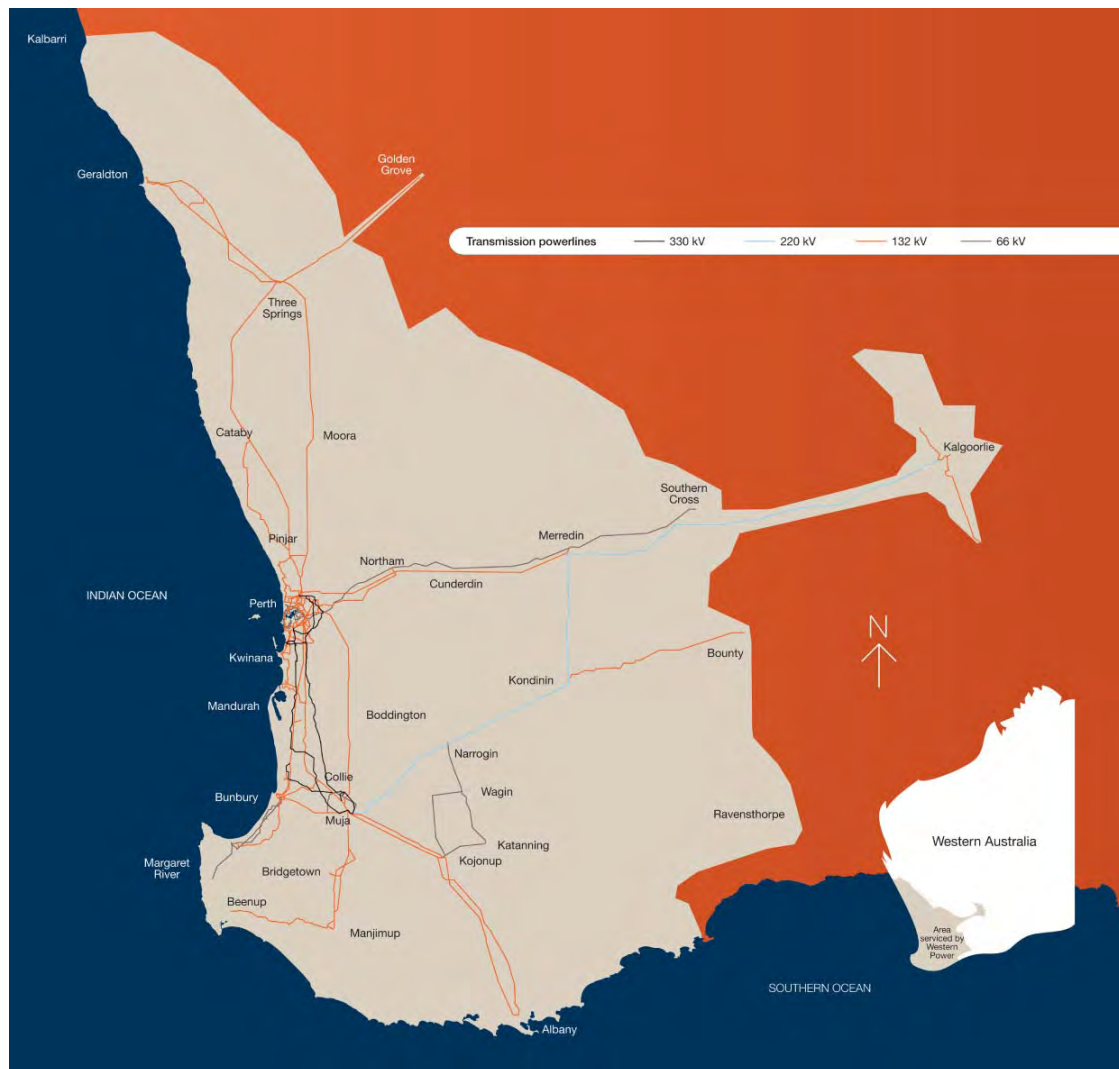 Kalbarri
Golden
Grove
Geraldton
Transmission powerlines 330 kV 220 kV 132 kV 66 kV
Three
Springs
Cataby
Moora
Kalgoorlie
Southern
Cross
Pinjar
Merredin
Northam
Cunderdin
INDIAN OCEAN
Perth
N
Kwinana
Bounty
Kondinin
Mandurah
Boddington
Narrogin
Collie
Wagin
Bunbury
Muja
Ravensthorpe
Katanning
Western Australia
Margaret
River
Kojonup
Bridgetown
Beenup
Manjimup
Area
serviced by
Western
Power
SOUTHERN OCEAN
Albany